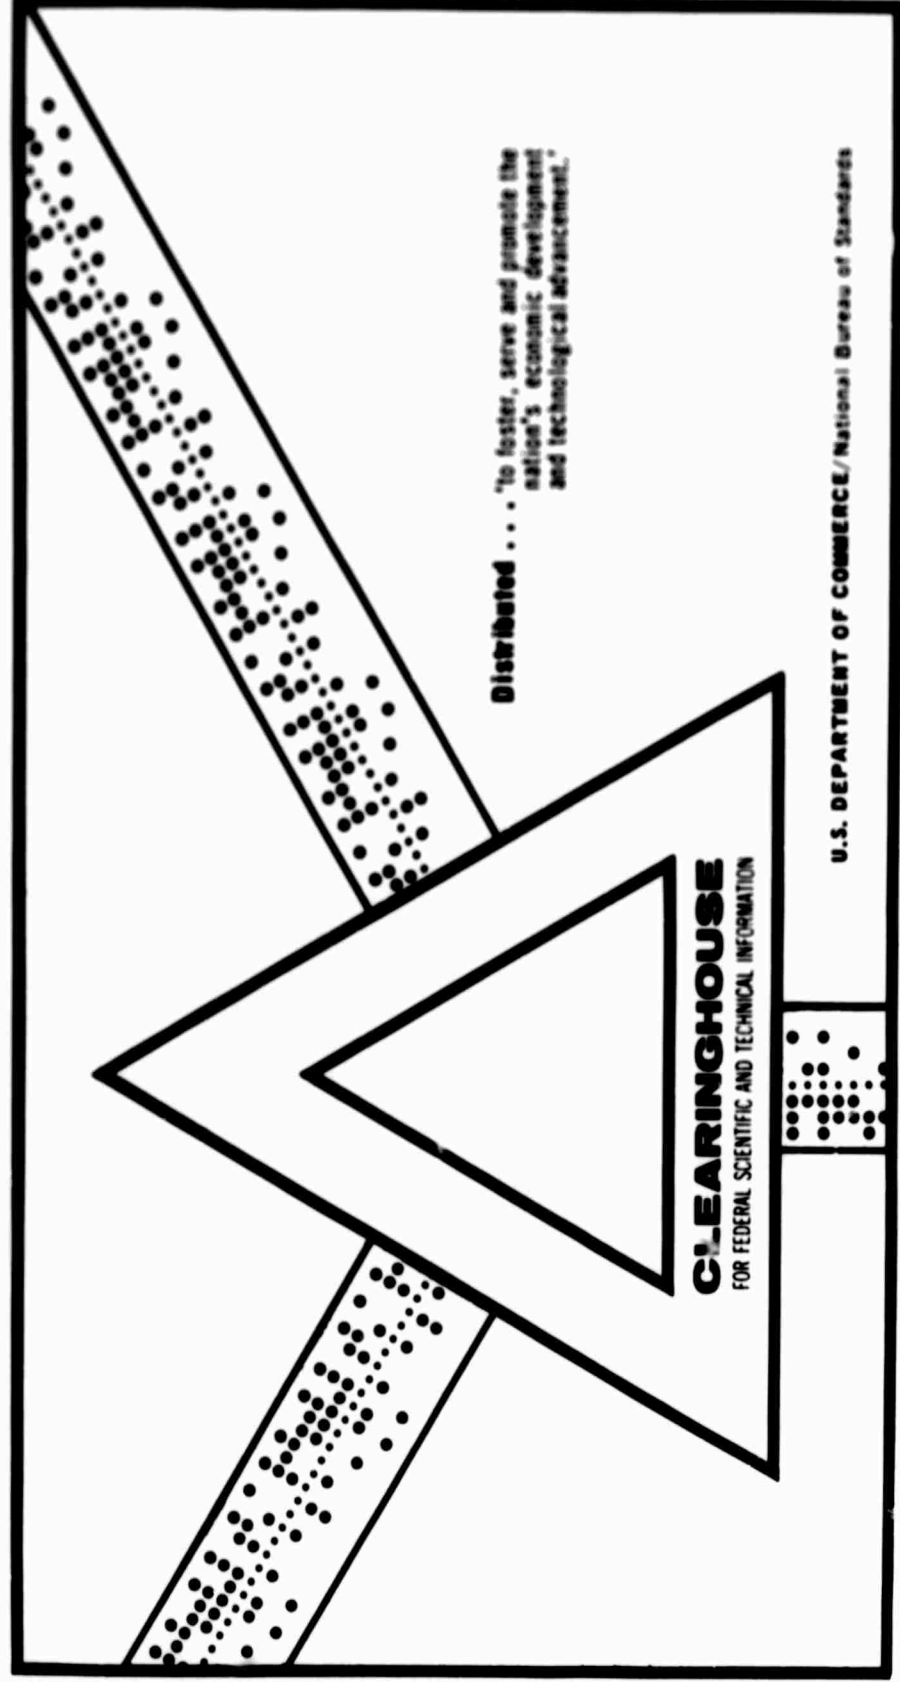 Distributed . . . "to foster, serve and promote the
nation's economic development
and technological advancement."
CLEARINGHOUSE
FOR FEDERAL SCIENTIFIC AND TECHNICAL INFORMATION
U.S. DEPARTMENT OF COMMERCE/National Bureau of Standards